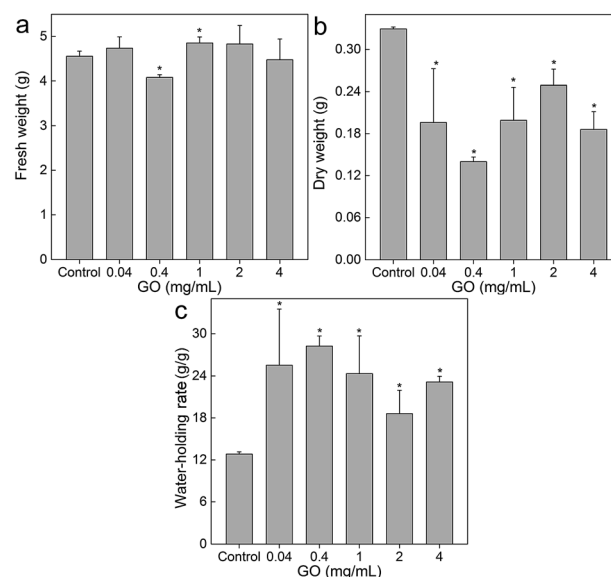 a
Fresh weight (g)
5
4
3
2
1
0
Control 0.04 0.4 1 2 4
GO (mg/mL)
*
*
b
Dry weight (g)
0.30
0.24
0.18
0.12
0.06
0.00
Control 0.04 0.4 1 2 4
GO (mg/mL)
*
*
*
*
*
c
Water-holding rate (g/g)
30
24
18
12
6
0
Control 0.04 0.4 1 2 4
GO (mg/mL)
*
*
*
*
*